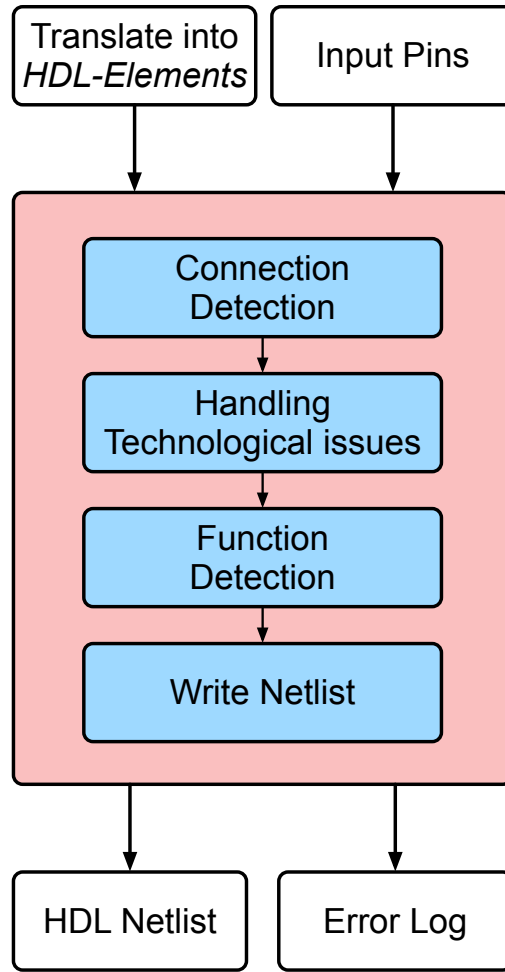 Translate into
HDL-Elements
Input Pins
Connection
Detection
Handling
Technological issues
Function
Detection
Write Netlist
HDL Netlist
Error Log